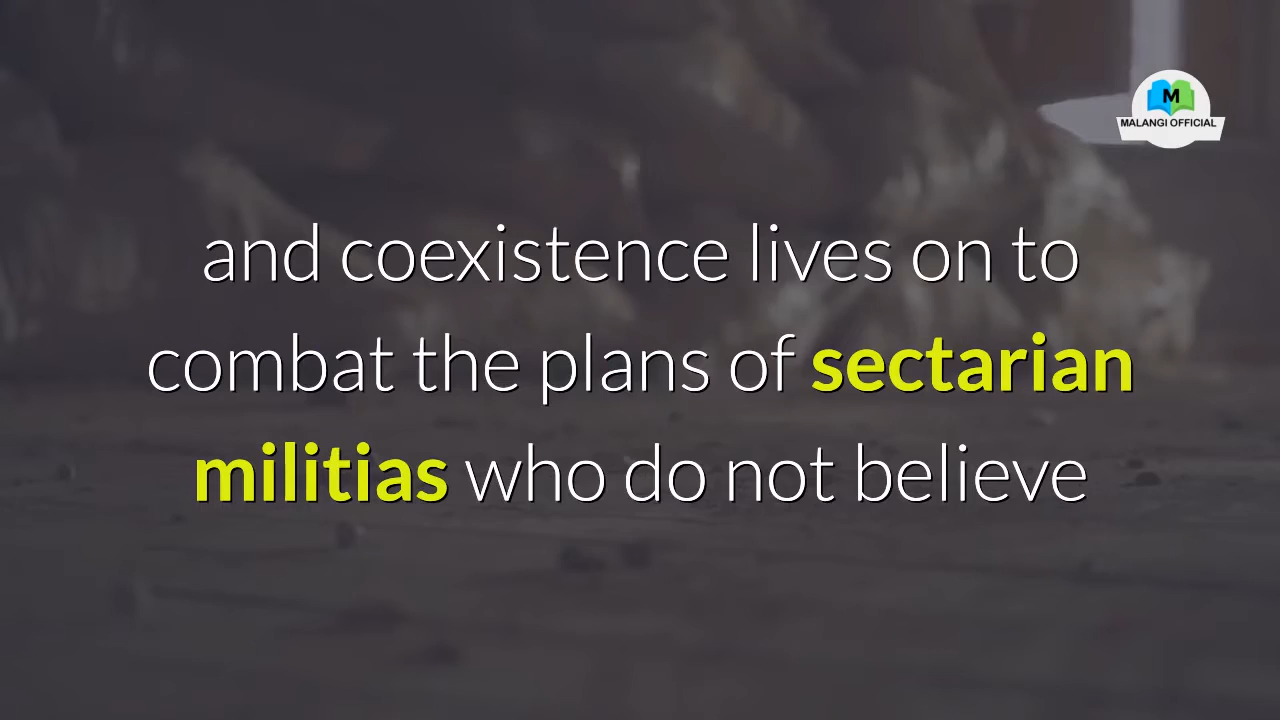 M
MALANGI OFFICIAL
and coexistence lives on to
combat the plans of sectarian
militias who do not believe